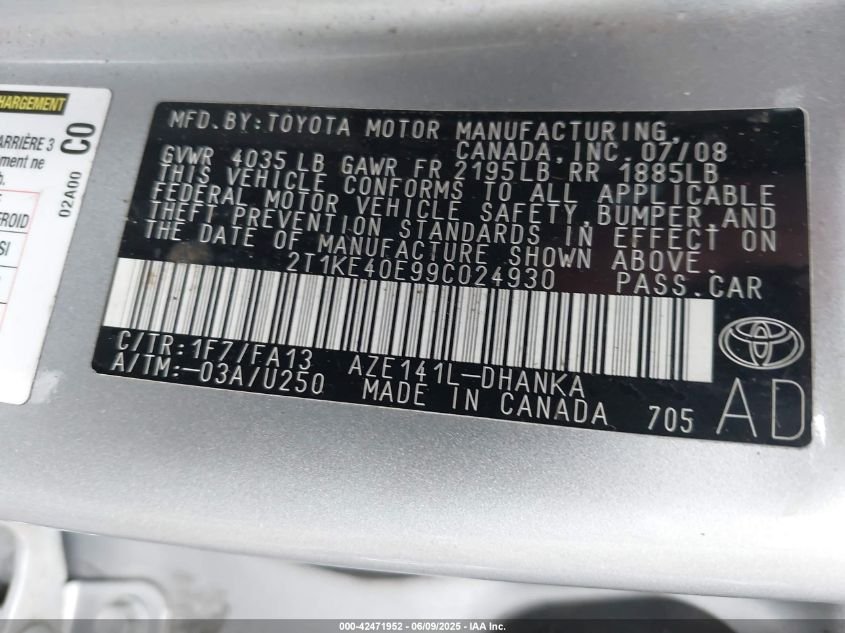 CHARGEMENT
ARRIÈRE 3
ment ne
b.
EROID
SI
02A00
CO
MFD.BY:TOYOTA MOTOR MANUFACTURING,
CANADA,INC.07/08
GVWR 4035LB GAWR FR 2195LB RR 1885LB
THIS VEHICLE CONFORMS TO ALL APPLICABLE
FEDERAL MOTOR VEHICLE SAFETY,BUMPER,AND
THEFT PREVENTION STANDARDS IN EFFECT ON
THE DATE OF MANUFACTURE SHOWN ABOVE.
2T1KE40E99C024930 PASS.CAR
C/TR:1F7/FA13 AZE141L-DHANKA
A/TM:-03A/U250 MADE IN CANADA 705
AD
000-42471952 | 06/09/2025 - IAA Inc.